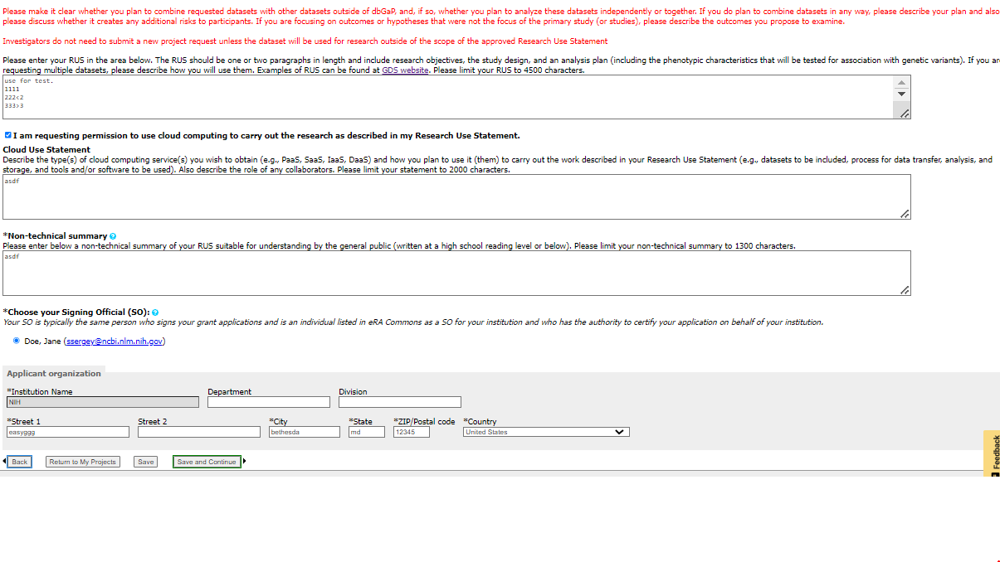 Please make it clear whether you plan to combine requested datasets with other datasets outside of dbGaP, and, if so, whether you plan to analyze these datasets independently or together. If you do plan to combine datasets in any way, please describe your plan and also
please discuss whether it creates any additional risks to participants. If you are focusing on outcomes or hypotheses that were not the focus of the primary study (or studies), please describe the outcomes you propose to examine.
Investigators do not need to submit a new project request unless the dataset will be used for research outside of the scope of the approved Research Use Statement
Please enter your RUS in the area below. The RUS should be one or two paragraphs in length and include research objectives, the study design, and an analysis plan (including the phenotypic characteristics that will be tested for association with genetic variants). If you ar
requesting multiple datasets, please describe how you will use them. Examples of RUS can be found at GDS website. Please limit your RUS to 4500 characters.
use for test.
1111
222<2
333>3
I am requesting permission to use cloud computing to carry out the research as described in my Research Use Statement.
Cloud Use Statement
Describe the type(s) of cloud computing service(s) you wish to obtain (e.g., PaaS, SaaS, IaaS, DaaS) and how you plan to use it (them) to carry out the work described in your Research Use Statement (e.g., datasets to be included, process for data transfer, analysis, and
storage, and tools and/or software to be used). Also describe the role of any collaborators. Please limit your statement to 2000 characters.
asdf
*Non-technical summary ?
Please enter below a non-technical summary of your RUS suitable for understanding by the general public (written at a high school reading level or below). Please limit your non-technical summary to 1300 characters.
asdf
*Choose your Signing Official (SO): ?
Your SO is typically the same person who signs your grant applications and is an individual listed in eRA Commons as a SO for your institution and who has the authority to certify your application on behalf of your institution.
Doe, Jane (ssergey@ncbi.nlm.nih.gov)
Applicant organization
*Institution Name Department Division
NIH
*Street 1 Street 2 *City *State *ZIP/Postal code *Country
easyggg bethesda md 12345 United States
Back Return to My Projects Save Save and Continue
Feedback